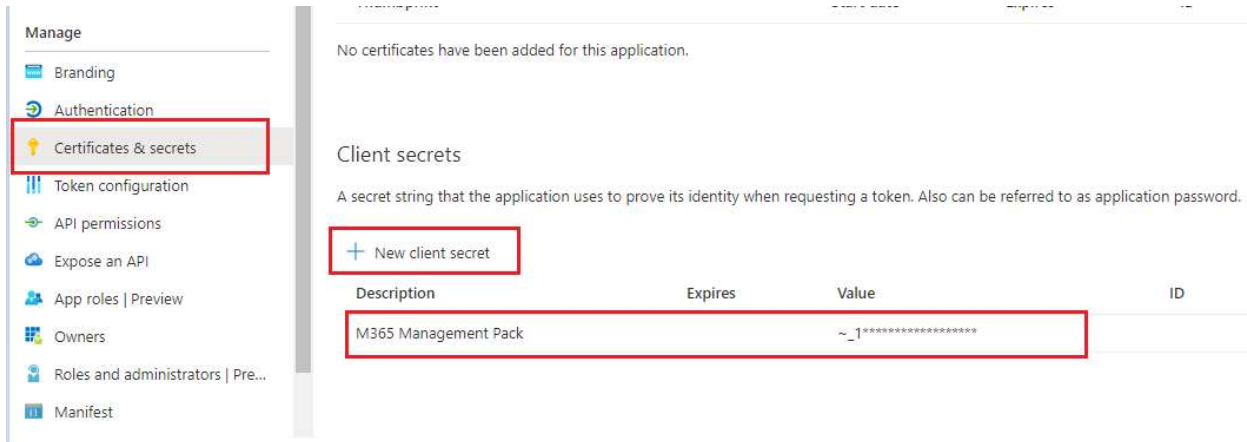 Manage
Branding
Authentication
Certificates & secrets
Token configuration
API permissions
Expose an API
App roles | Preview
Owners
Roles and administrators | Pre...
Manifest
No certificates have been added for this application.
Client secrets
A secret string that the application uses to prove its identity when requesting a token. Also can be referred to as application password.
New client secret
Description Expires Value ID
M365 Management Pack ~_1******************